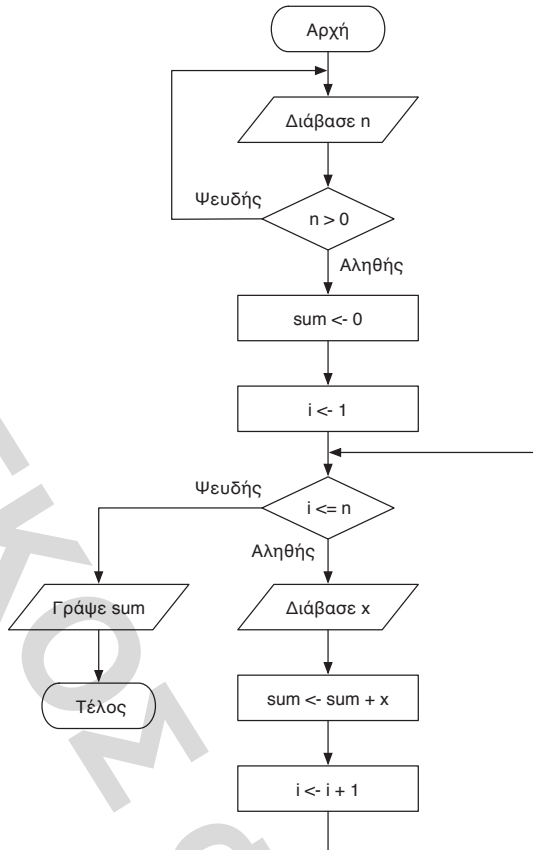 Αρχή
Διάβασε n
Ψευδής
n > 0
Αληθής
sum <- 0
i <- 1
Ψευδής
i <= n
Αληθής
Γράψε sum
Διάβασε x
Τέλος
sum <- sum + x
i <- i + 1